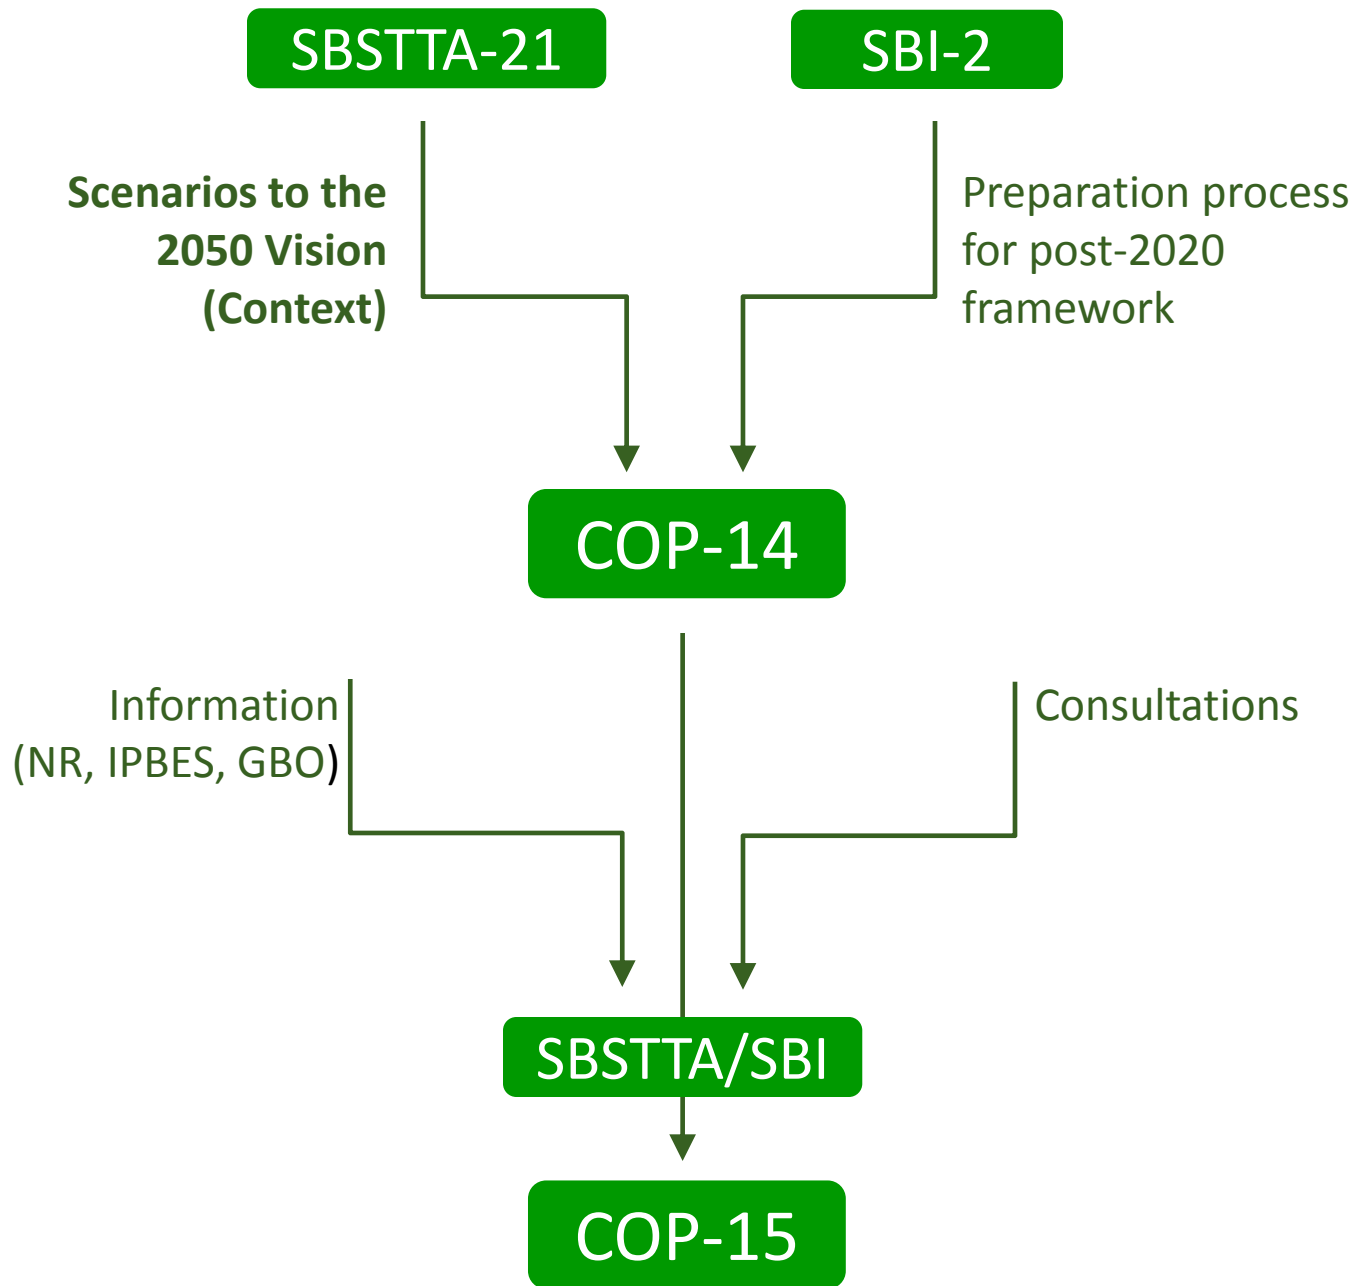 SBSTTA-21
SBI-2
Scenarios to the
2050 Vision
(Context)
Preparation process
for post-2020
framework
COP-14
Information
(NR, IPBES, GBO)
Consultations
SBSTTA/SBI
COP-15